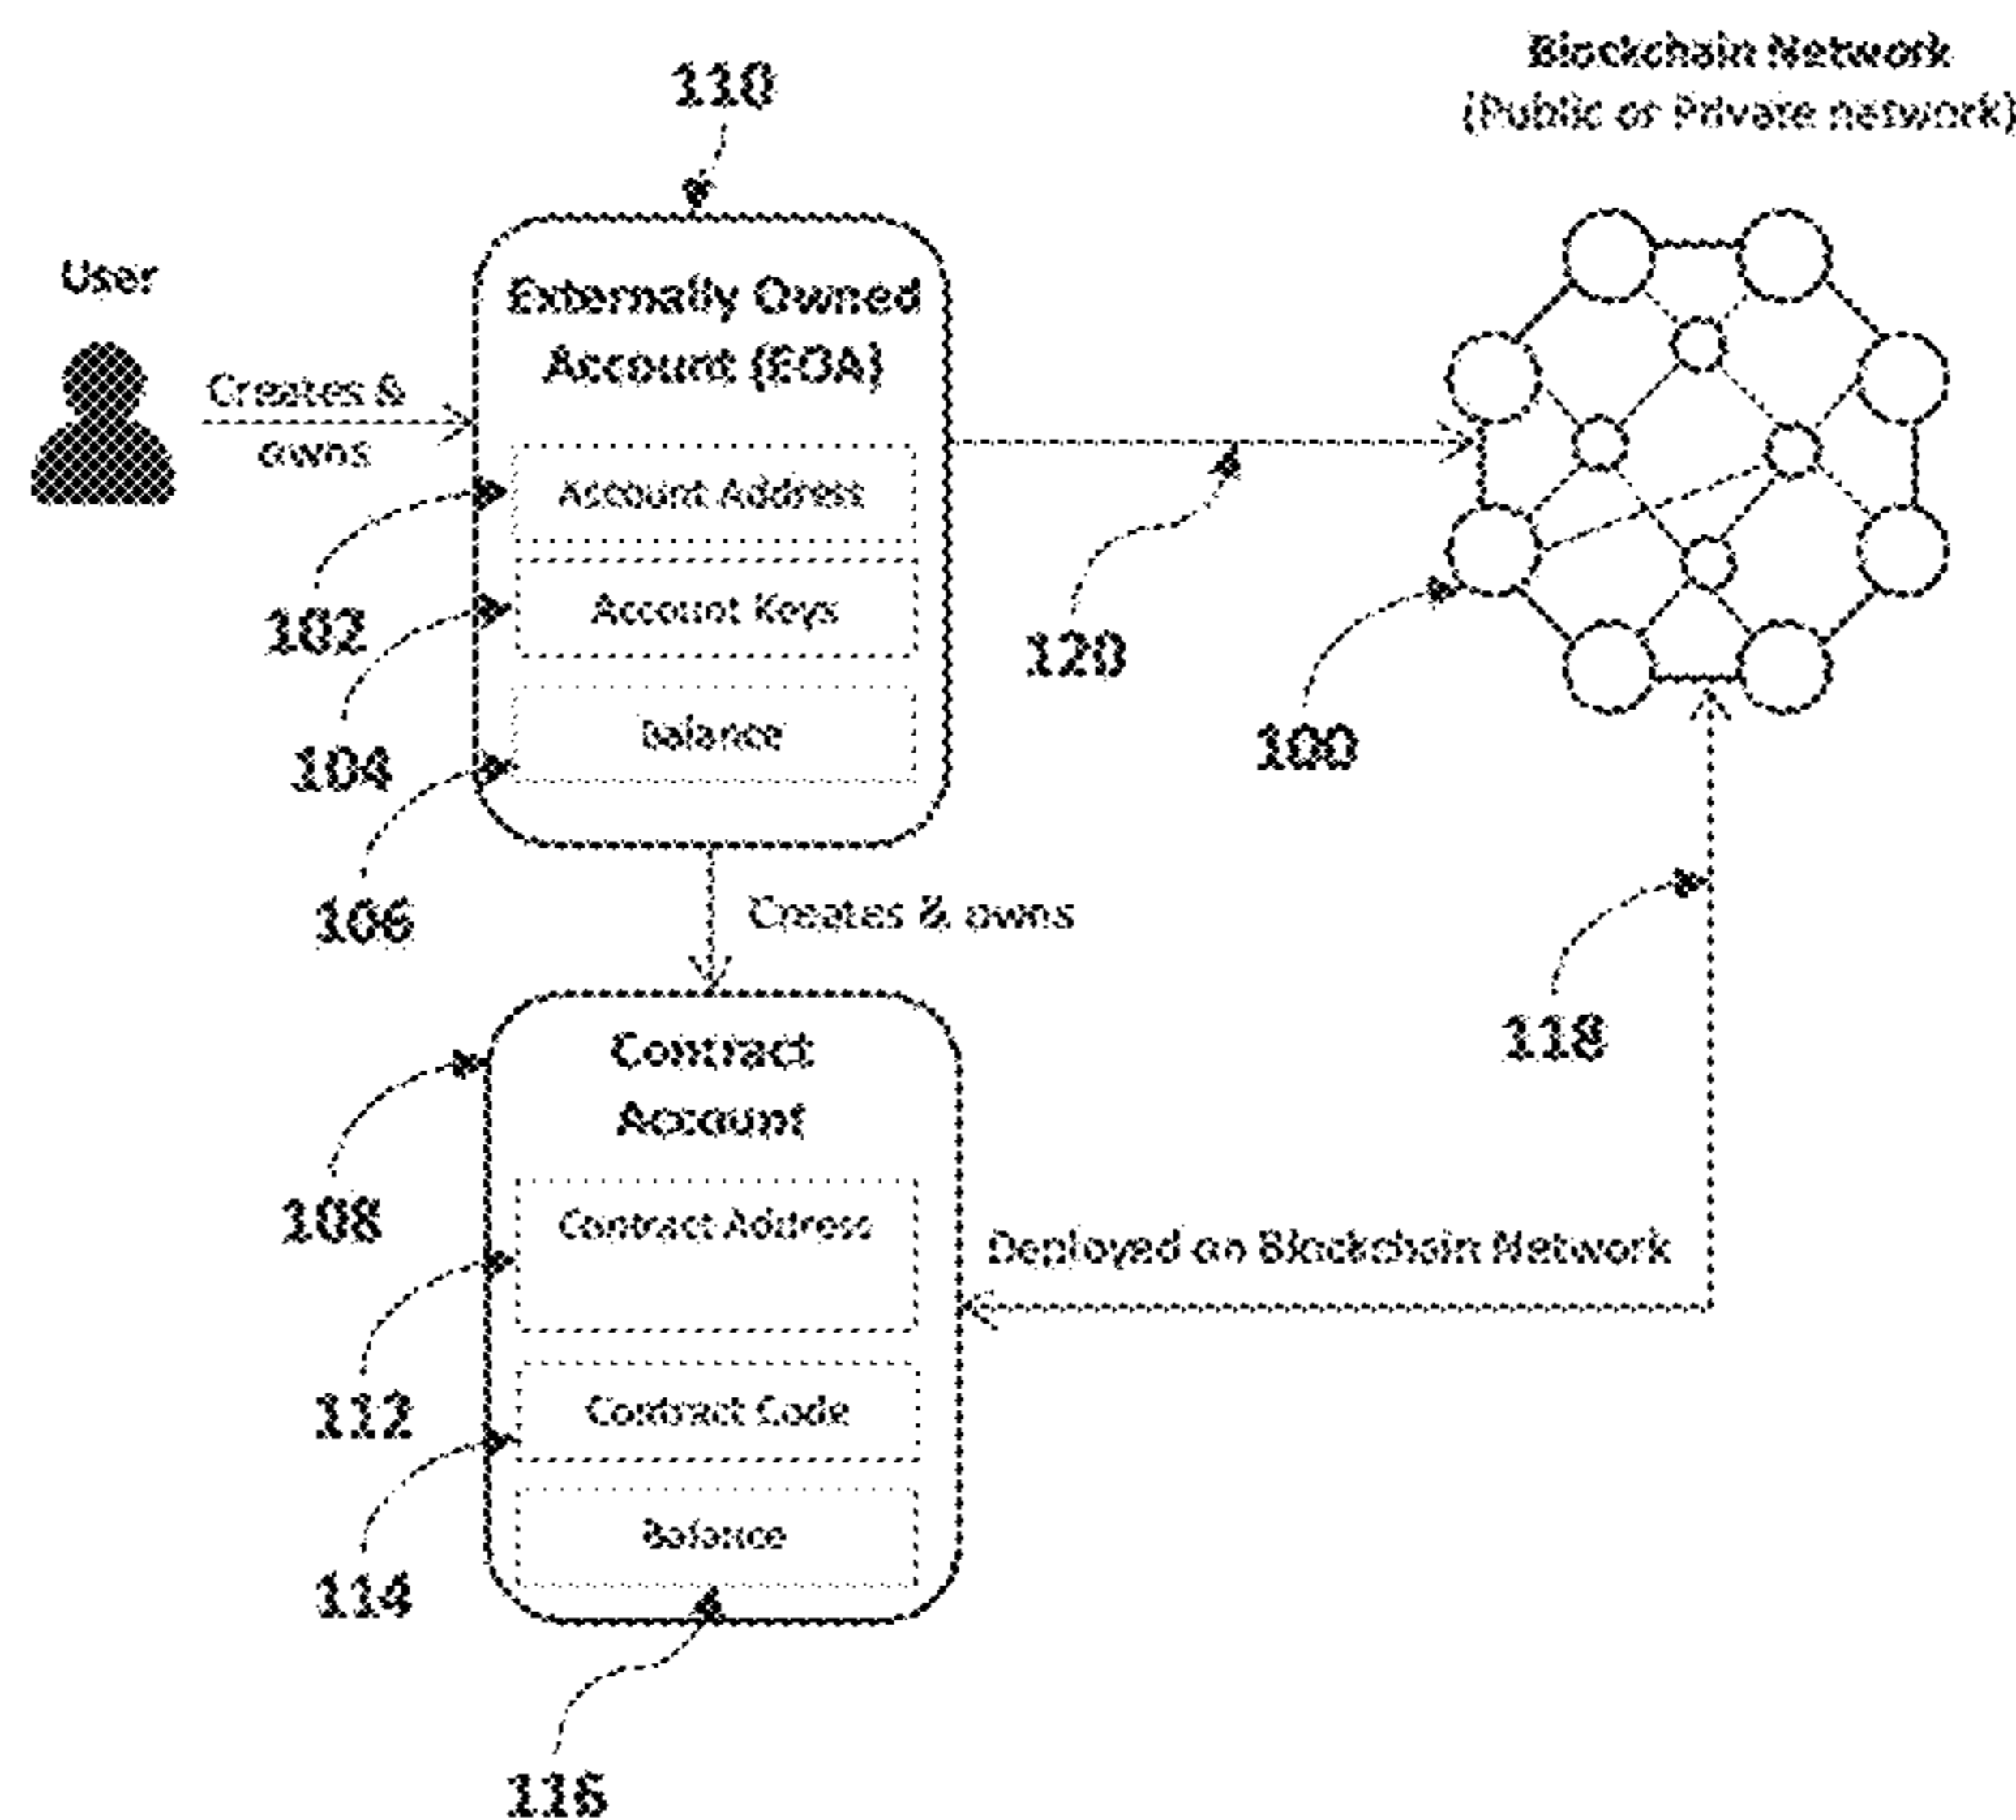 Blockchain Network
(Public or Private network)
110
User
Externally Owned
Account (EOA)
Creates &
owns
Account Address
102
Account Keys
120
104
Balance
100
106
Creates & owns
Contract
Account
118
108
Contract Address
Deployed on Blockchain Network
112
Contract Code
114
Balance
116